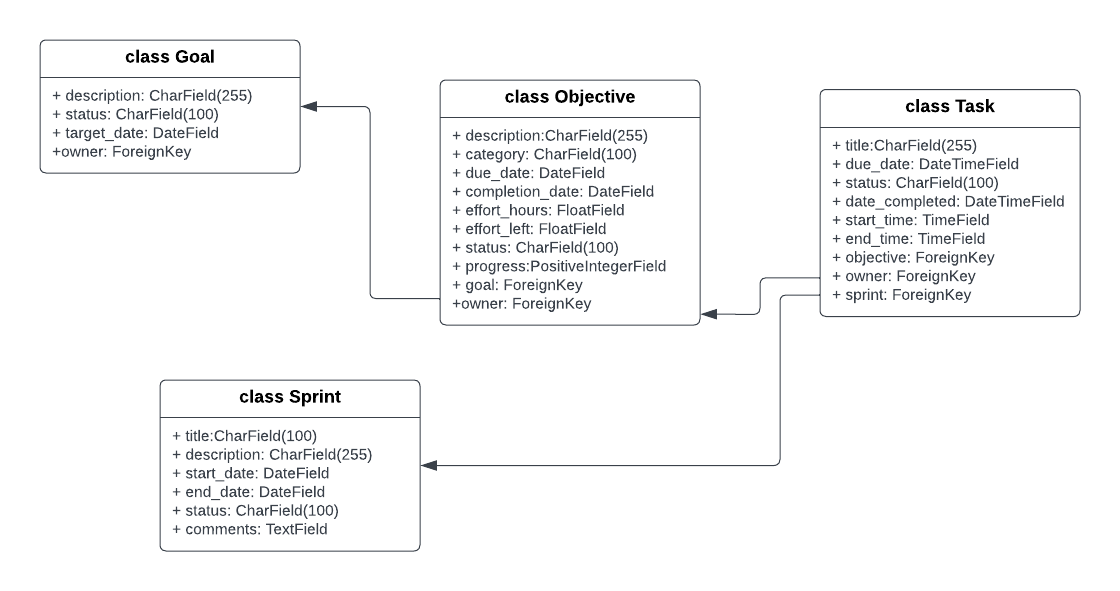 class Goal
+ description: CharField(255)
+ status: CharField(100)
+ target_date: DateField
+owner: ForeignKey
class Objective
+ description:CharField(255)
+ category: CharField(100)
+ due_date: DateField
+ completion_date: DateField
+ effort_hours: FloatField
+ effort_left: FloatField
+ status: CharField(100)
+ progress:PositiveIntegerField
+ goal: ForeignKey
+owner: ForeignKey
class Task
+ title:CharField(255)
+ due_date: DateTimeField
+ status: CharField(100)
+ date_completed: DateTimeField
+ start_time: TimeField
+ end_time: TimeField
+ objective: ForeignKey
+ owner: ForeignKey
+ sprint: ForeignKey
class Sprint
+ title:CharField(100)
+ description: CharField(255)
+ start_date: DateField
+ end_date: DateField
+ status: CharField(100)
+ comments: TextField